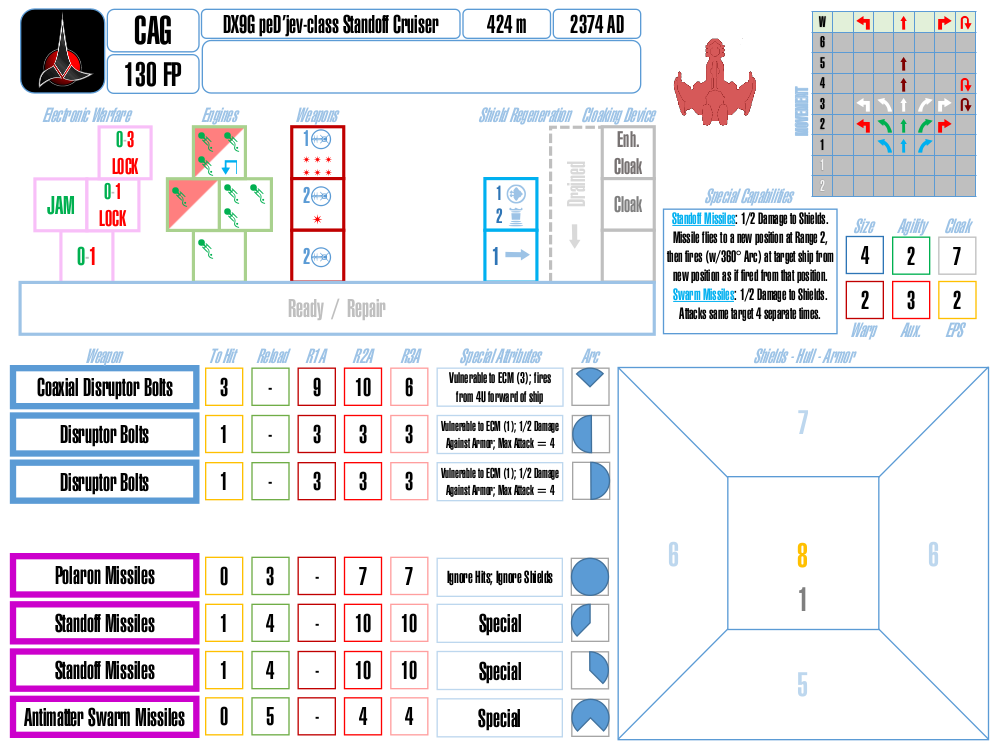 CAG
DX9G peD'jev-class Standoff Cruiser
424 m
2374 AD
130 FP
MOVEMENT
W
6
5
4
3
2
1
1
2
Electronic Warfare
Engines
Weapons
Shield Regeneration
Cloaking Device
0-3
LOCK
JAM
0-1
LOCK
0-1
1
2
2
1
2
1
Drained
Enh.
Cloak
Cloak
Ready / Repair
Special Capabilities
Standoff Missiles: 1/2 Damage to Shields.
Missile flies to a new position at Range 2,
then fires (w/360° Arc) at target ship from
new position as if fired from that position.
Swarm Missiles: 1/2 Damage to Shields.
Attacks same target 4 separate times.
Size
Agility
Cloak
4
2
7
2
3
2
Warp
Aux.
EPS
Weapon
To Hit
Reload
R1A
R2A
R3A
Special Attributes
Arc
Coaxial Disruptor Bolts
3
-
9
10
6
Vulnerable to ECM (3); fires
from 4U forward of ship
Disruptor Bolts
1
-
3
3
3
Vulnerable to ECM (1); 1/2 Damage
Against Armor; Max Attack = 4
Disruptor Bolts
1
-
3
3
3
Vulnerable to ECM (1); 1/2 Damage
Against Armor; Max Attack = 4
Polaron Missiles
0
3
-
7
7
Ignore Hits; Ignore Shields
Standoff Missiles
1
4
-
10
10
Special
Standoff Missiles
1
4
-
10
10
Special
Antimatter Swarm Missiles
0
5
-
4
4
Special
Shields - Hull - Armor
7
6
8
6
1
5